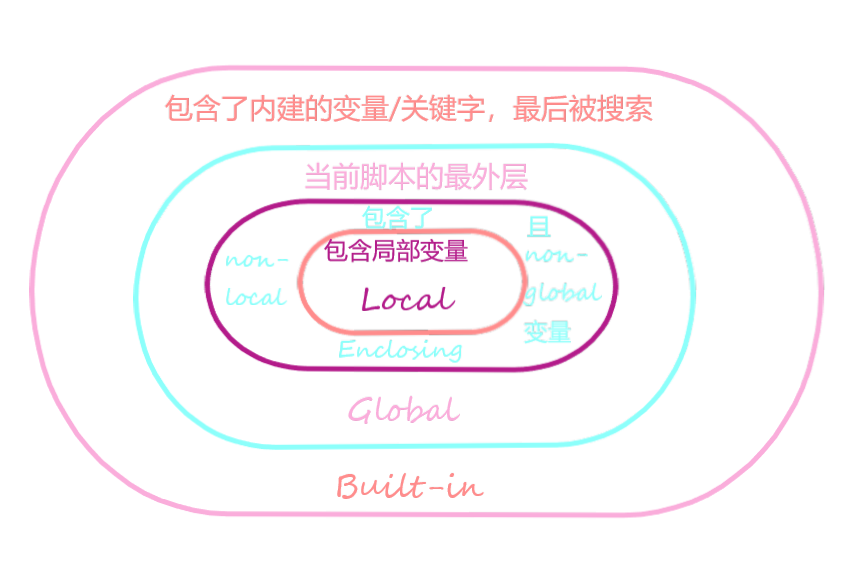 包含了内建的变量/关键字，最后被搜索
当前脚本的最外层
包含了
non-
local
且
non-
global
变量
包含局部变量
Local
Enclosing
Global
Built-in